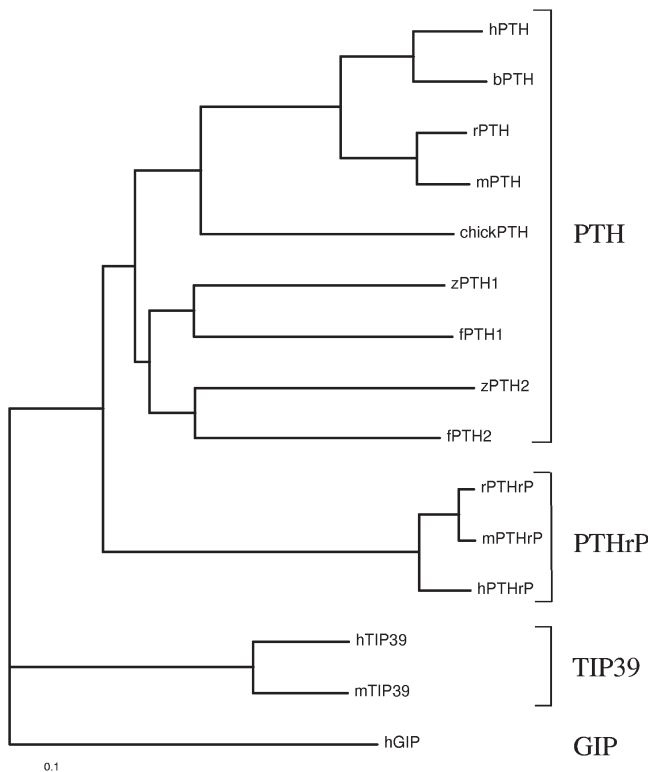 hPTH
bPTH
rPTH
mPTH
chickPTH
PTH
zPTH1
fPTH1
zPTH2
fPTH2
rPTHrP
mPTHrP
PTHrP
hPTHrP
hTIP39
TIP39
mTIP39
hGIP
GIP
0.1